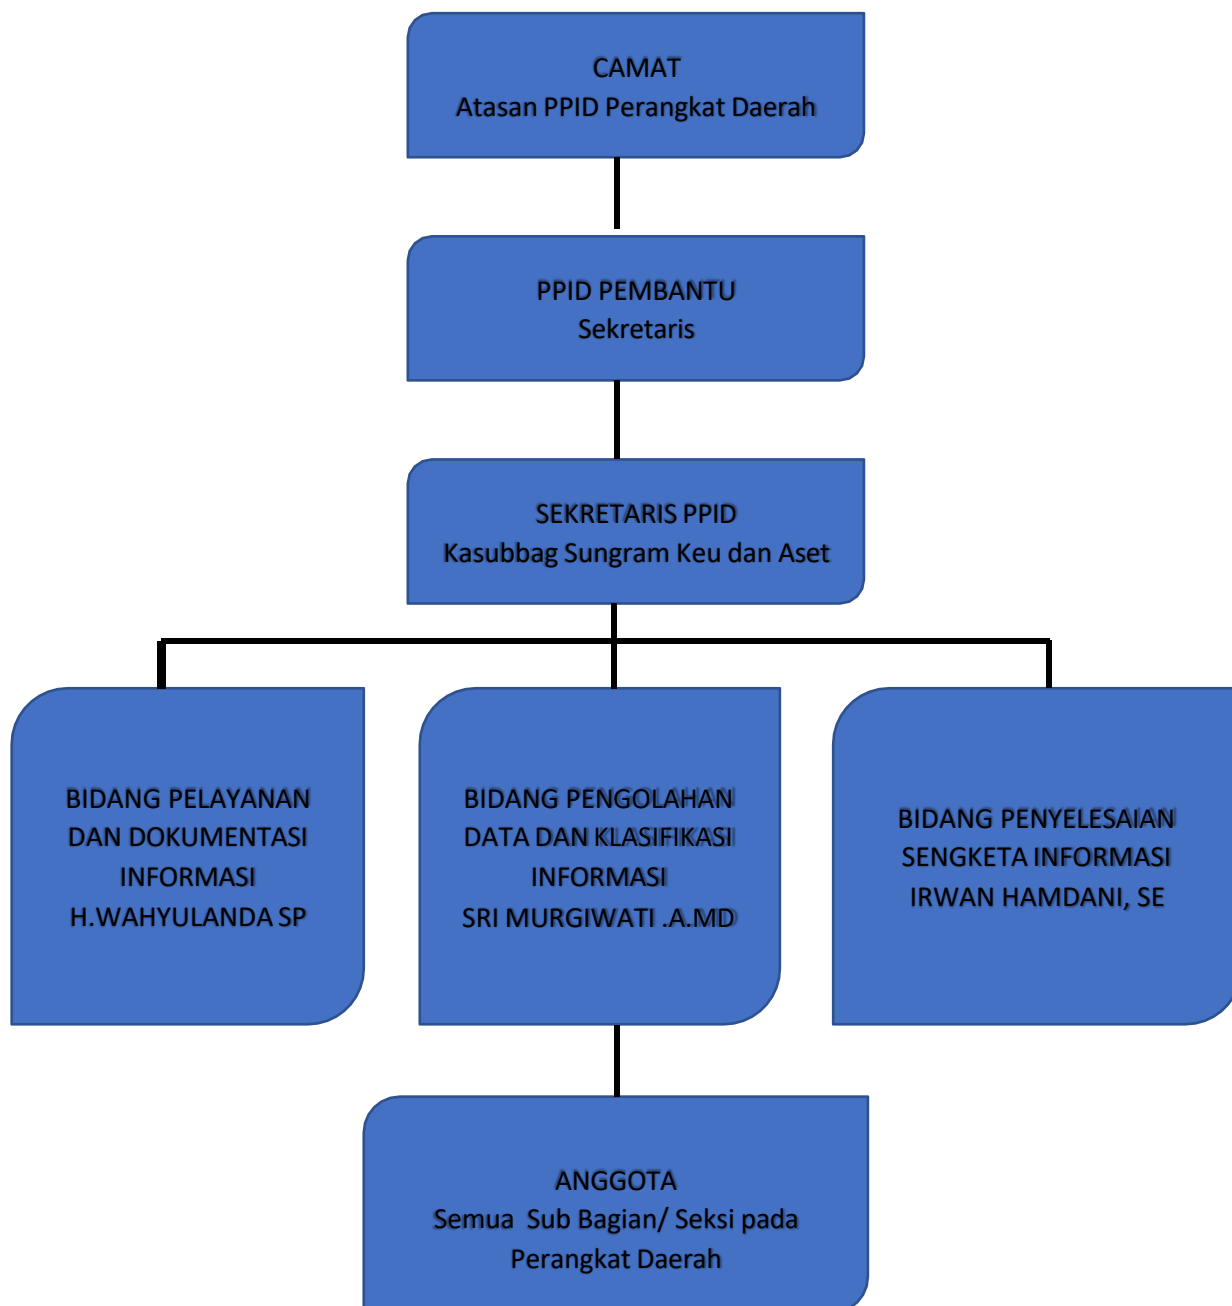 CAMAT
Atasan PPID Perangkat Daerah
PPID PEMBANTU
Sekretaris
SEKRETARIS PPID
Kasubbag Sungram Keu dan Aset
BIDANG PELAYANAN
DAN DOKUMENTASI
INFORMASI
H.WAHYULANDA SP
BIDANG PENGOLAHAN
DATA DAN KLASIFIKASI
INFORMASI
SRI MURGIWATI .A.MD
BIDANG PENYELESAIAN
SENGKETA INFORMASI
IRWAN HAMDANI, SE
ANGGOTA
Semua  Sub Bagian/ Seksi pada
Perangkat Daerah